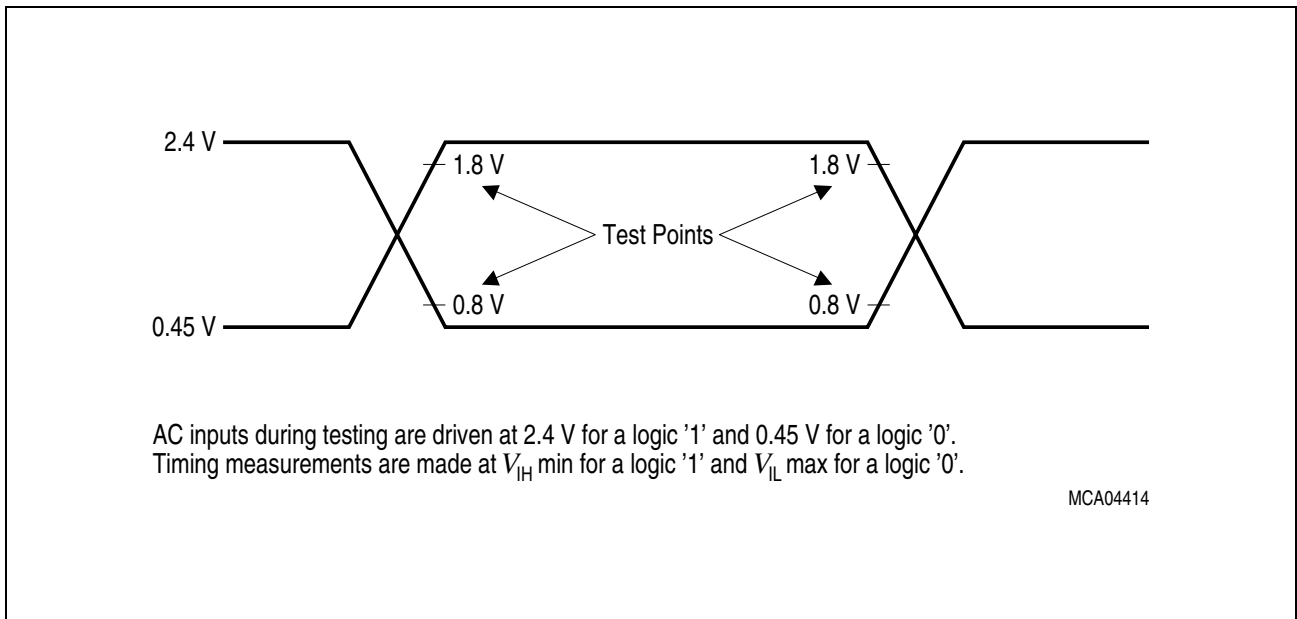 2.4 V
1.8 V
1.8 V
Test Points
0.8 V
0.8 V
0.45 V
AC inputs during testing are driven at 2.4 V for a logic ’1’ and 0.45 V for a logic ’0’.
Timing measurements are made at VIH min for a logic ’1’ and VIL max for a logic ’0’.
MCA04414